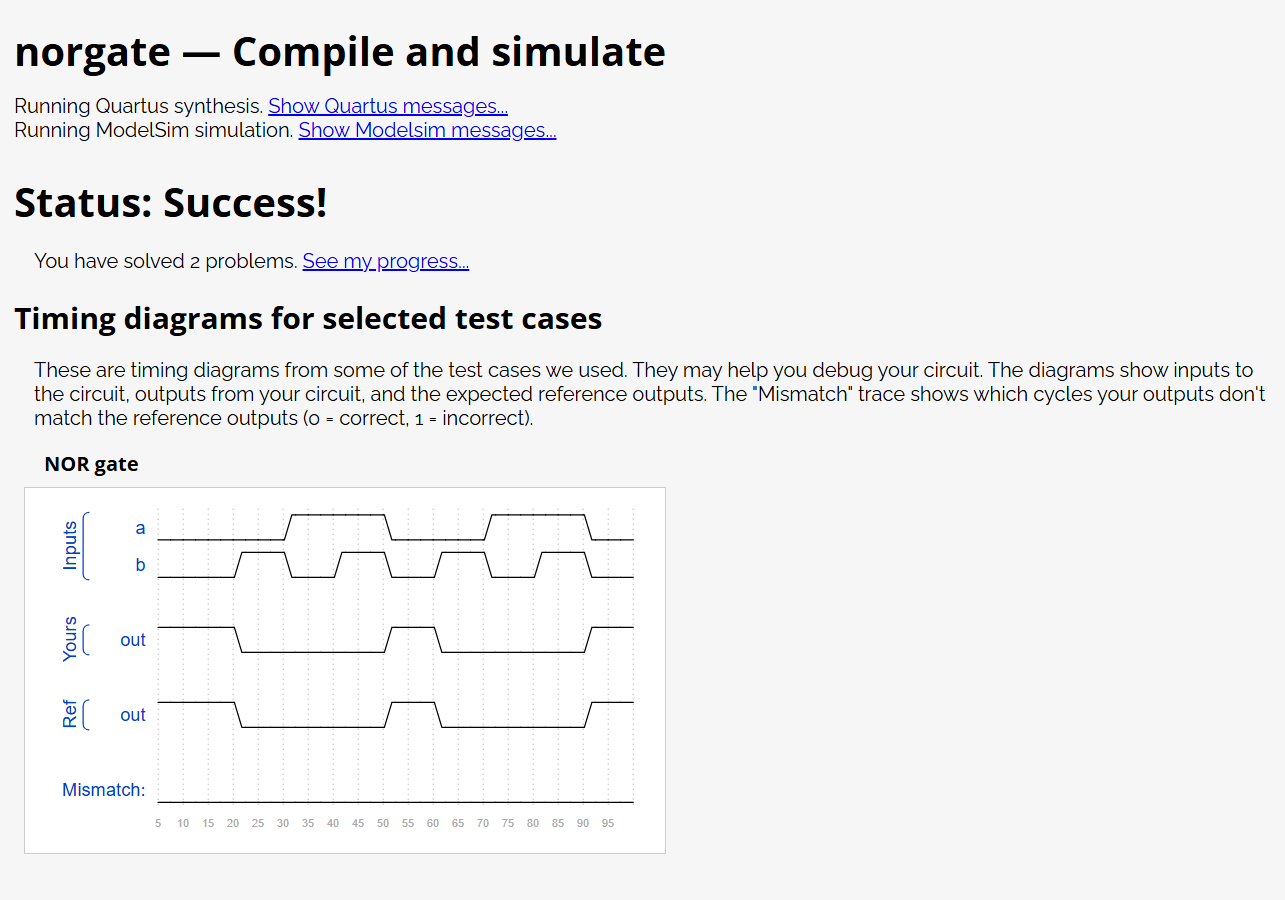 norgate — Compile and simulate
Running Quartus synthesis. Show Quartus messages...
Running ModelSim simulation. Show Modelsim messages...
Status: Success!
You have solved 2 problems. See my progress...
Timing diagrams for selected test cases
These are timing diagrams from some of the test cases we used. They may help you debug your circuit. The diagrams show inputs to
the circuit, outputs from your circuit, and the expected reference outputs. The "Mismatch" trace shows which cycles your outputs don't
match the reference outputs (0 = correct, 1 = incorrect).
NOR gate
Inputs
a
b
Yours
out
Ref
out
Mismatch:
5 10 15 20 25 30 35 40 45 50 55 60 65 70 75 80 85 90 95